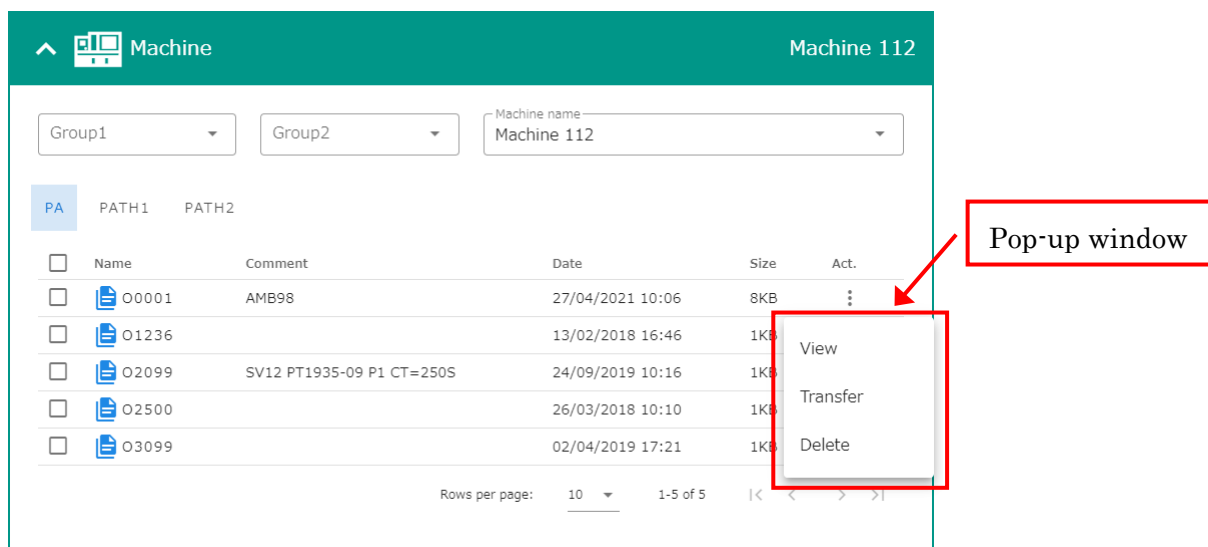 Machine Machine 112
Machine name
Group1 Group2 Machine 112
PA PATH1 PATH2
Pop-up window
Name Comment Date Size Act.
O0001 AMB98 27/04/2021 10:06 8KB
O1236 13/02/2018 16:46 1KB
View
O2099 SV12 PT1935-09 P1 CT=250S 24/09/2019 10:16 1KB
Transfer
O2500 26/03/2018 10:10 1KB
O3099 02/04/2019 17:21 1KB
Delete
Rows per page: 10 1-5 of 5